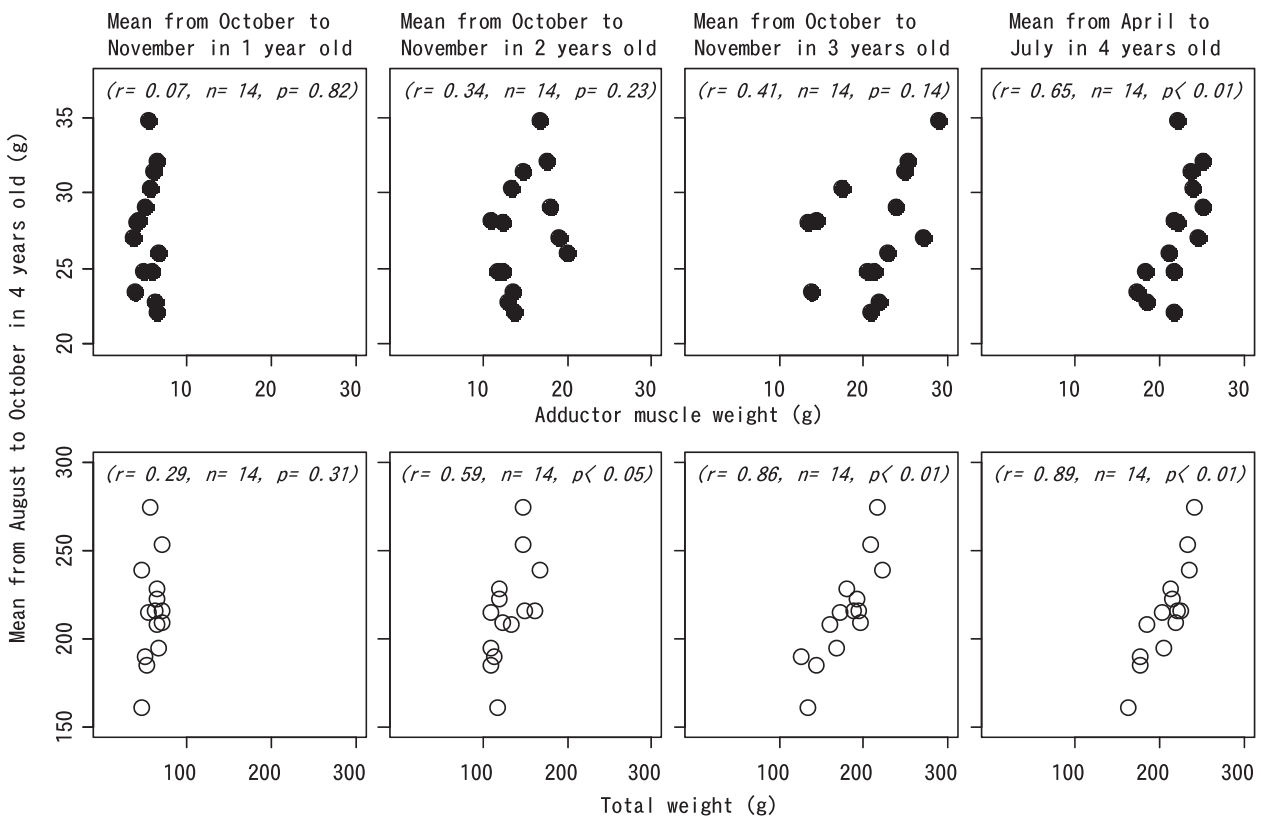 Mean from October to
November in 1 year old
Mean from October to
November in 2 years old
Mean from October to
November in 3 years old
Mean from April to
July in 4 years old
(r= 0.07, n= 14, p= 0.82)
(r= 0.34, n= 14, p= 0.23)
(r= 0.41, n= 14, p= 0.14)
(r= 0.65, n= 14, p< 0.01)
35
30
25
20
10 20 30
10 20 30
10 20 30
10 20 30
Adductor muscle weight (g)
Mean from August to October in 4 years old (g)
(r= 0.29, n= 14, p= 0.31)
(r= 0.59, n= 14, p< 0.05)
(r= 0.86, n= 14, p< 0.01)
(r= 0.89, n= 14, p< 0.01)
300
250
200
150
100 200 300
100 200 300
100 200 300
100 200 300
Total weight (g)